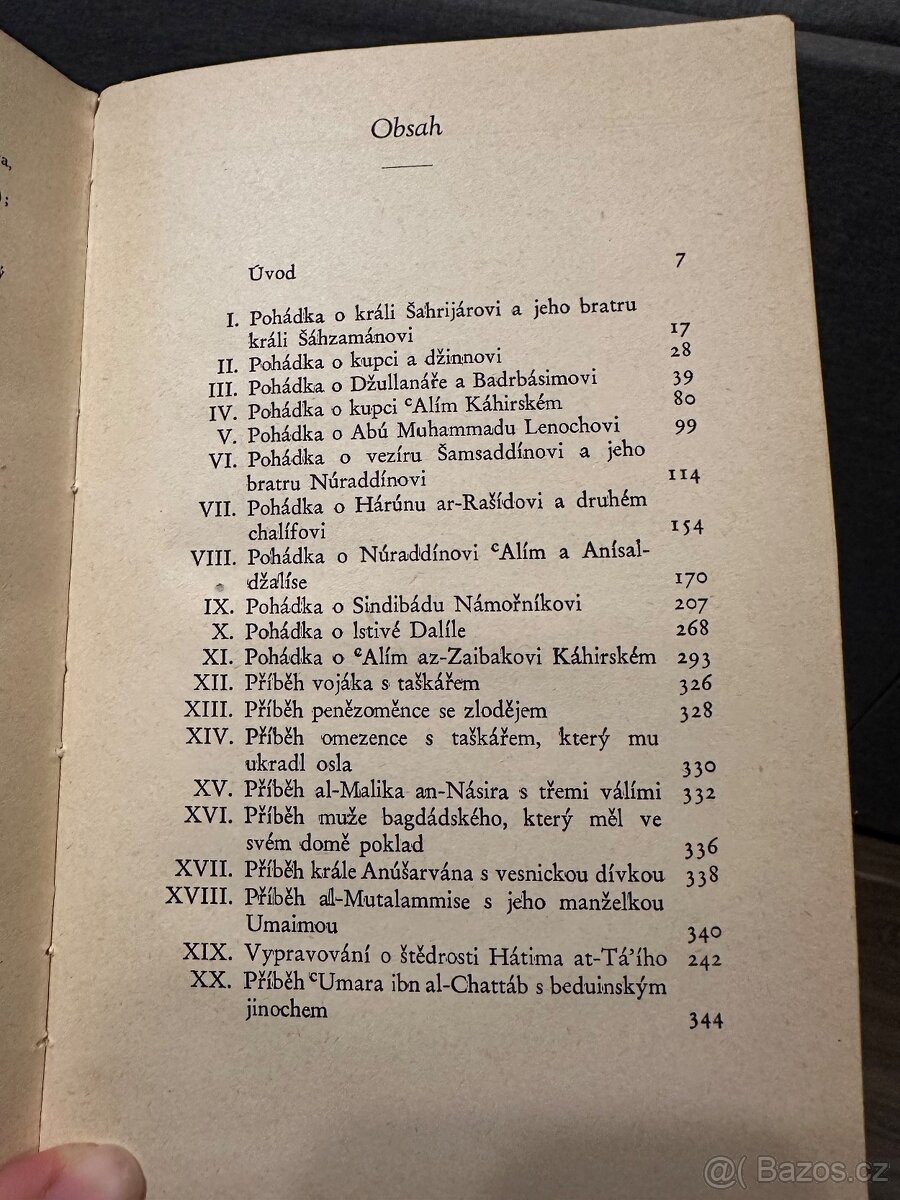 a,
);
ý
Obsah
Úvod 7
I. Pohádka o králi Šahrijárovi a jeho bratru
králi Šáhzamánovi 17
II. Pohádka o kupci a džinnovi 28
III. Pohádka o Džullanáře a Badrbásimovi 39
IV. Pohádka o kupci ᶜAlím Káhirském 80
V. Pohádka o Abú Muhammadu Lenochovi 99
VI. Pohádka o vezíru Šamsaddínovi a jeho
bratru Núraddínovi 114
VII. Pohádka o Hárúnu ar-Rašídovi a druhém
chalífovi 154
VIII. Pohádka o Núraddínovi ᶜAlím a Anísal-
džalíse 170
IX. Pohádka o Sindibádu Námořníkovi 207
X. Pohádka o lstivé Dalíle 268
XI. Pohádka o ᶜAlím az-Zaibakovi Káhirském 293
XII. Příběh vojáka s taškářem 326
XIII. Příběh penězoměnce se zlodějem 328
XIV. Příběh omezence s taškářem, který mu
ukradl osla 330
XV. Příběh al-Malika an-Násira s třemi válími 332
XVI. Příběh muže bagdádského, který měl ve
svém domě poklad 336
XVII. Příběh krále Anúšarvána s vesnickou dívkou 338
XVIII. Příběh al-Mutalammise s jeho manželkou
Umaimou 340
XIX. Vypravování o štědrosti Hátima at-Tá’ího 242
XX. Příběh ᶜUmara ibn al-Chattáb s beduinským
jinochem 344
@( Bazos.cz